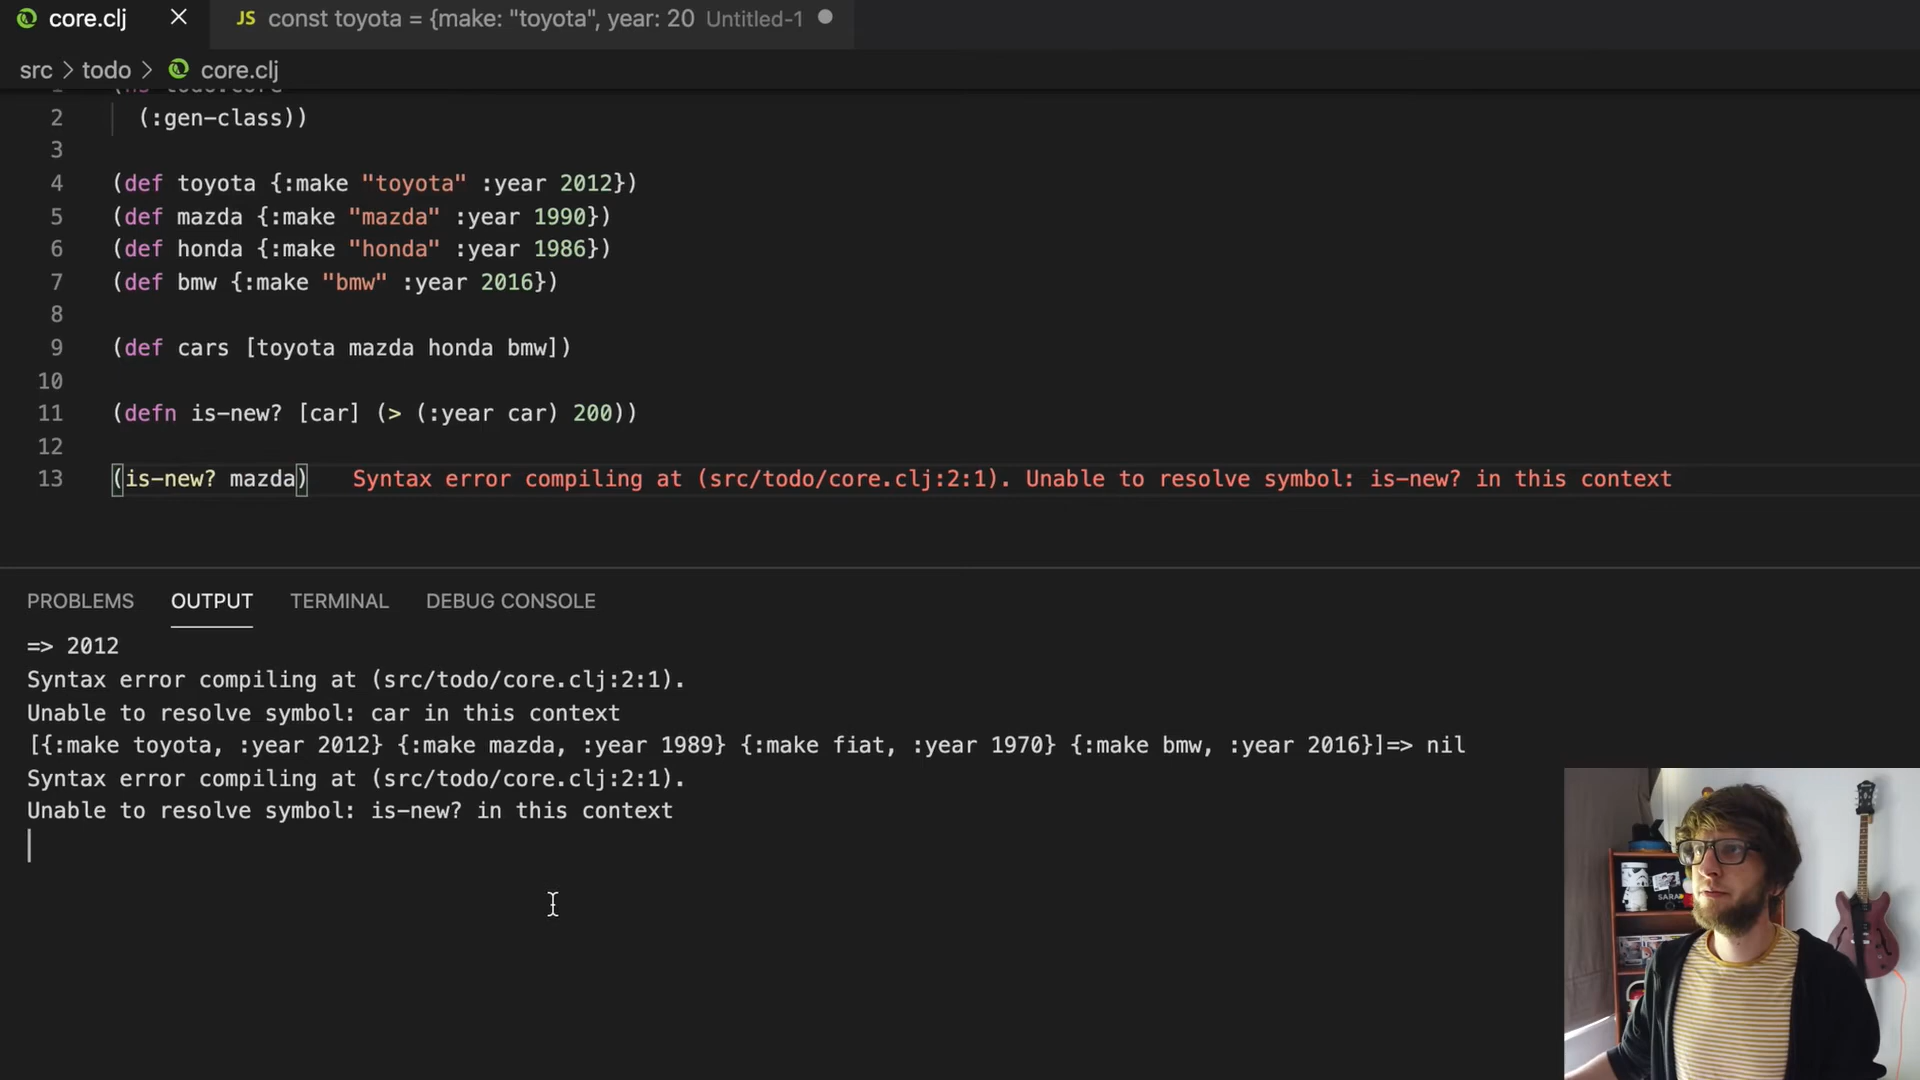 core.clj
JS const toyota = {make: "toyota", year: 20 Untitled-1
src > todo > core.clj
1 (ns todo.core
2 (:gen-class))
3
4 (def toyota {:make "toyota" :year 2012})
5 (def mazda {:make "mazda" :year 1990})
6 (def honda {:make "honda" :year 1986})
7 (def bmw {:make "bmw" :year 2016})
8
9 (def cars [toyota mazda honda bmw])
10
11 (defn is-new? [car] (> (:year car) 200))
12
13 (is-new? mazda) Syntax error compiling at (src/todo/core.clj:2:1). Unable to resolve symbol: is-new? in this context
PROBLEMS OUTPUT TERMINAL DEBUG CONSOLE
=> 2012
Syntax error compiling at (src/todo/core.clj:2:1).
Unable to resolve symbol: car in this context
[{:make toyota, :year 2012} {:make mazda, :year 1989} {:make fiat, :year 1970} {:make bmw, :year 2016}]=> nil
Syntax error compiling at (src/todo/core.clj:2:1).
Unable to resolve symbol: is-new? in this context
SARA